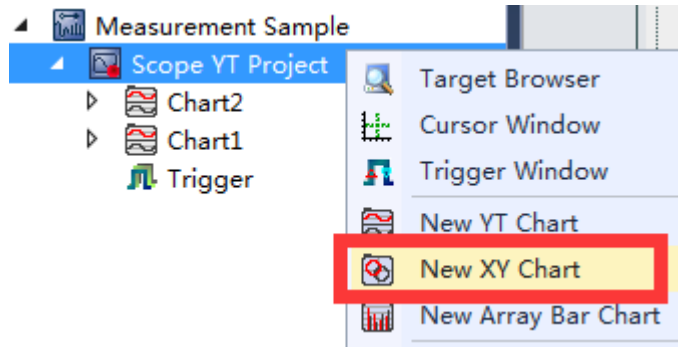 Measurement Sample
Scope YT Project
Chart2
Chart1
Trigger
Target Browser
Cursor Window
Trigger Window
New YT Chart
New XY Chart
New Array Bar Chart